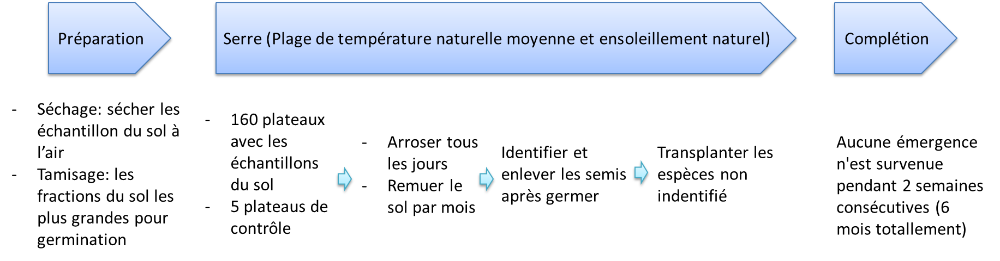 Préparation
Serre (Plage de température naturelle moyenne et ensoleillement naturel)
Complétion
- Séchage: sécher les
échantillon du sol à
l’air
- Tamisage: les
fractions du sol les
plus grandes pour
germination
- 160 plateaux
avec les
échantillons
du sol
- 5 plateaus de
contrôle
- Arroser tous
les jours
- Remuer le
sol par mois
Identifier et
enlever les semis
après germer
Transplanter les
espèces non
indentifié
Aucune émergence
n'est survenue
pendant 2 semaines
consécutives (6
mois totallement)